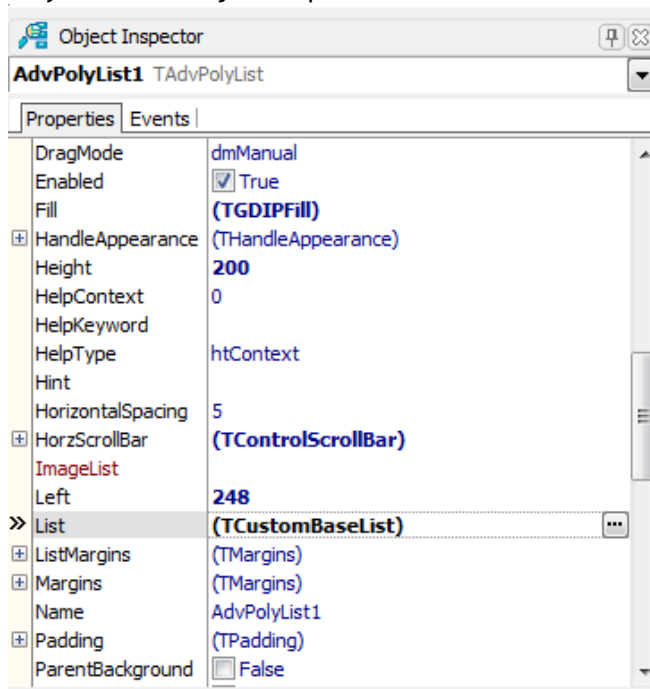 Object Inspector
AdvPolyList1 TAdvPolyList
Properties Events
DragMode dmManual
Enabled True
Fill (TGDIPFill)
HandleAppearance (THandleAppearance)
Height 200
HelpContext 0
HelpKeyword
HelpType htContext
Hint
HorizontalSpacing 5
HorzScrollBar (TControlScrollBar)
ImageList
Left 248
List (TCustomBaseList)
ListMargins (TMargins)
Margins (TMargins)
Name AdvPolyList1
Padding (TPadding)
ParentBackground False